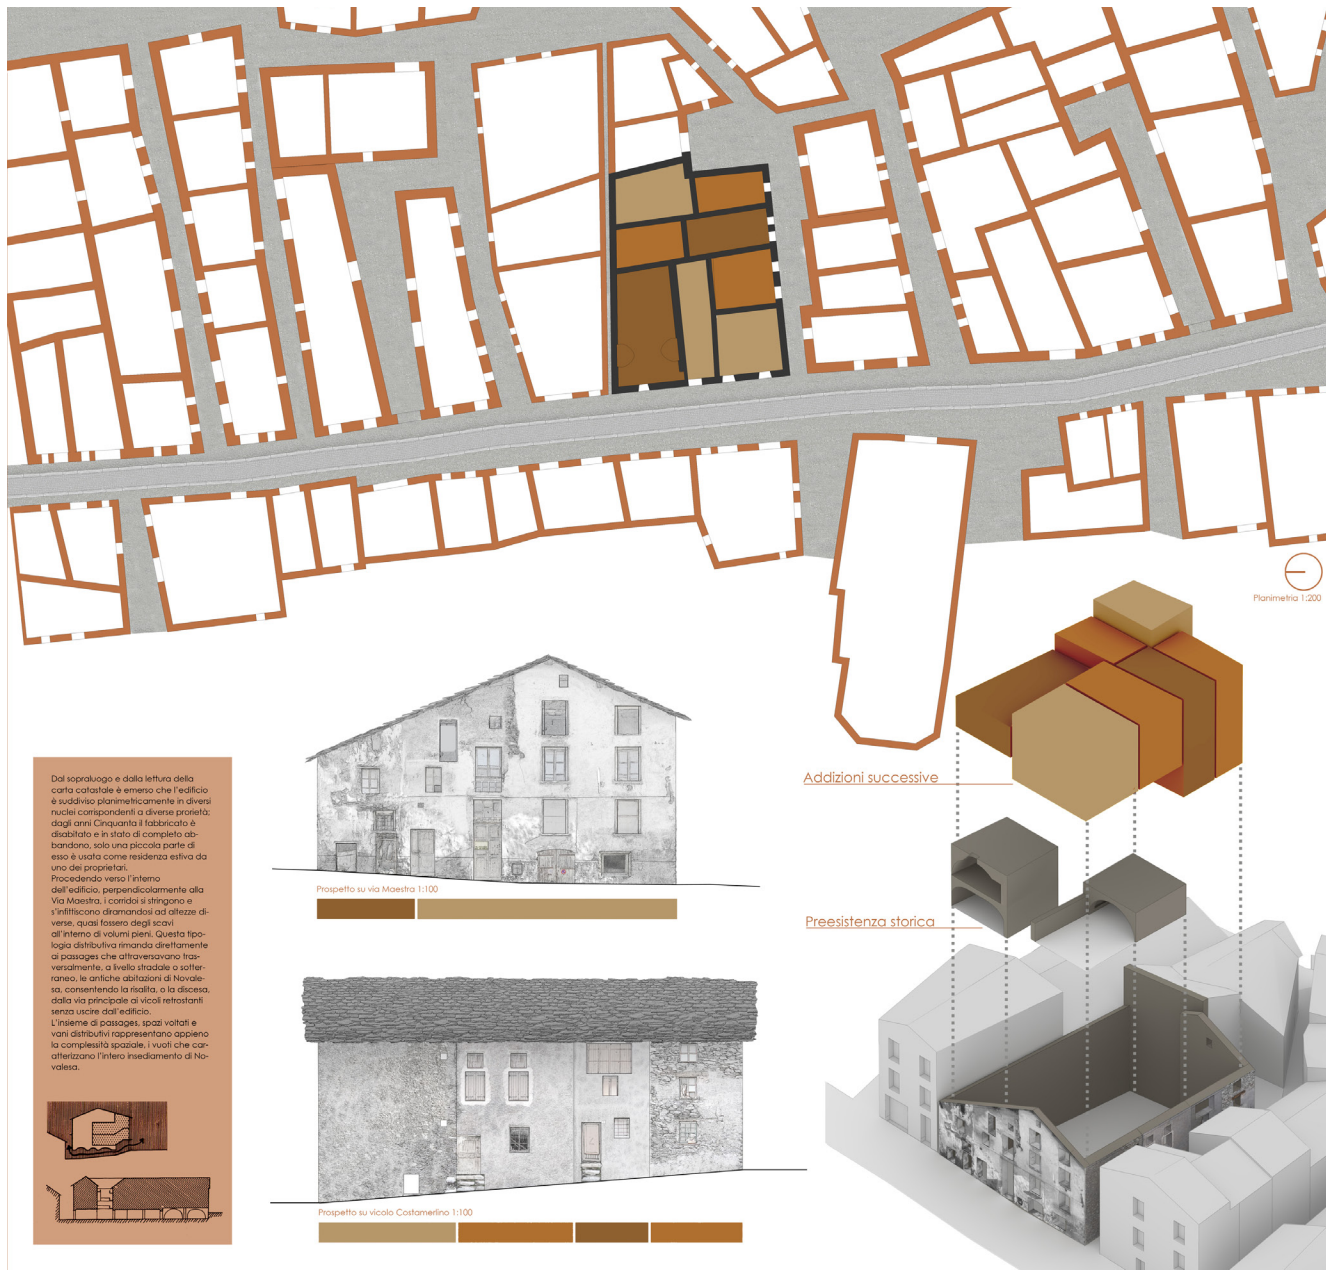 Planimetria 1:200
Dal sopraluogo e dalla lettura della
carta catastale è emerso che l'edificio
è suddiviso planimetricamente in diversi
nuclei corrispondenti a diverse prorietà;
dagli anni Cinquanta il fabbricato è
disabitato e in stato di completo ab-
bandono, solo una piccola parte di
esso è usata come residenza estiva da
uno dei proprietari.
Procedendo verso l'interno
dell'edificio, perpendicolarmente alla
Via Maestra, i corridoi si stringono e
s'infittiscono diramandosi ad altezze di-
verse, quasi fossero degli scavi
all'interno di volumi pieni. Questa tipo-
logia distributiva rimanda direttamente
ai passages che attraversavano tras-
versalmente, a livello stradale o sotter-
raneo, le antiche abitazioni di Novale-
sa, consentendo la risalita, o la discesa,
dalla via principale ai vicoli retrostanti
senza uscire dall'edificio.
L'insieme di passages, spazi voltati e
vani distributivi rappresentano appieno
la complessità spaziale, i vuoti che car-
atterizzano l'intero insediamento di No-
valesa.
Prospetto su via Maestra 1:100
Prospetto su vicolo Costamerlino 1:100
Addizioni successive
Preesistenza storica